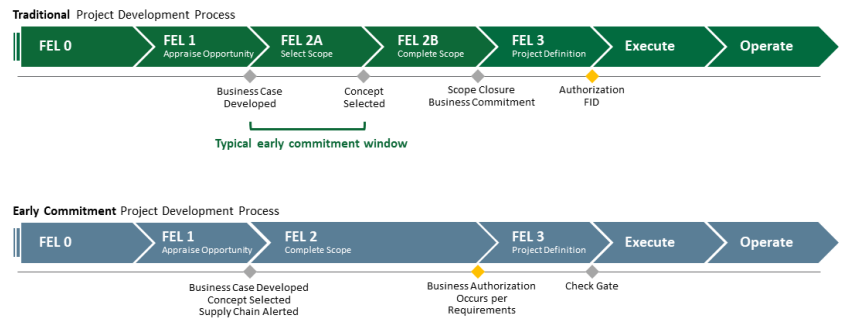 Traditional Project Development Process
FEL 0
FEL 1
Appraise Opportunity
FEL 2A
Select Scope
FEL 2B
Complete Scope
FEL 3
Project Definition
Execute
Operate
Business Case
Developed
Concept
Selected
Scope Closure
Business Commitment
Authorization
FID
Typical early commitment window
Early Commitment Project Development Process
FEL 0
FEL 1
Appraise Opportunity
FEL 2
Complete Scope
FEL 3
Project Definition
Execute
Operate
Business Case Developed
Concept Selected
Supply Chain Alerted
Business Authorization
Occurs per
Requirements
Check Gate